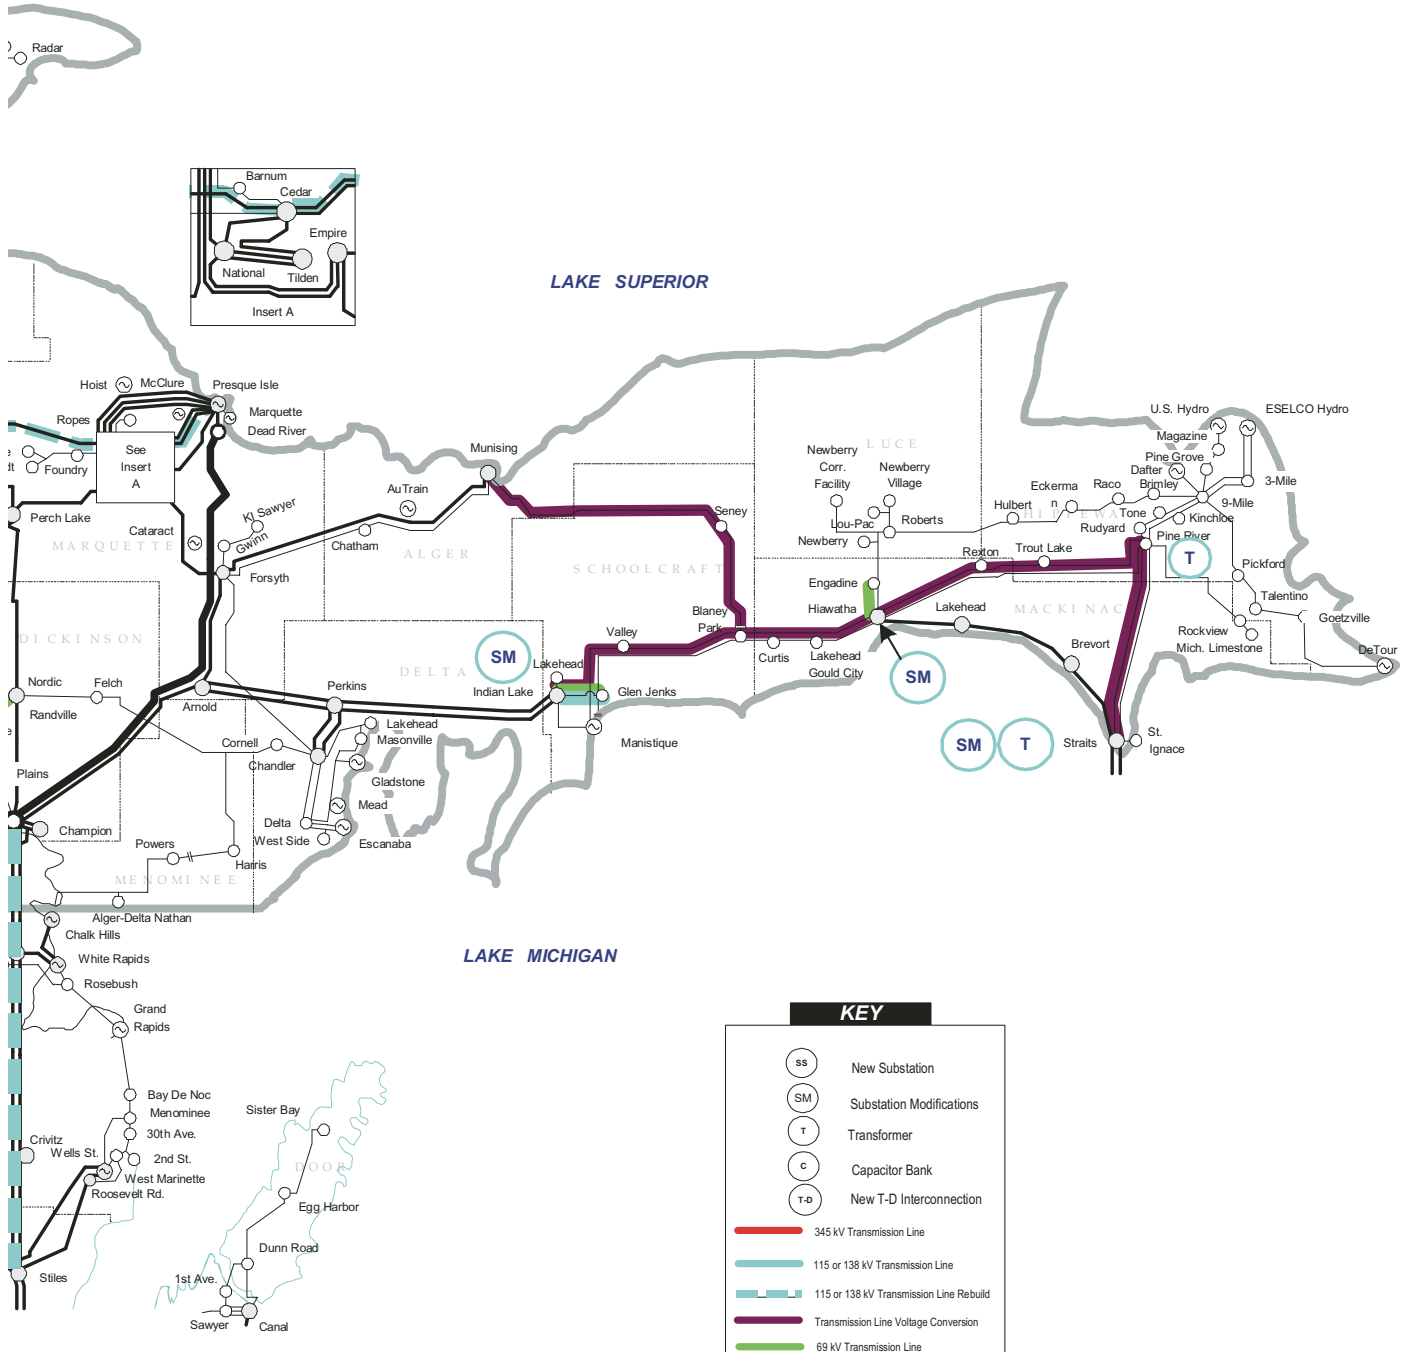 Radar
Barnum
Cedar
Empire
National
Tilden
Insert A
LAKE SUPERIOR
Hoist
McClure
Presque Isle
Marquette
Dead River
Ropes
See
Insert
A
Foundry
Perch Lake
Cataract
KI Sawyer
Gwinn
Forsyth
MARQUETTE
AuTrain
Chatham
ALGER
Munising
Seney
SCHOOLCRAFT
LUCE
Newberry
Corr.
Facility
Newberry
Village
Lou-Pac
Roberts
Newberry
Engadine
Hiawatha
Hulbert
Eckerma
n
Raco
Brimley
Dafter
Pine Grove
Magazine
U.S. Hydro
ESELCO Hydro
3-Mile
9-Mile
Tone
Kinchloe
Rudyard
Pine River
T
Rexton
Trout Lake
MACKINAC
Lakehead
Brevort
Pickford
Talentino
Goetzville
Rockview
Mich. Limestone
DeTour
Blaney
Park
Valley
Curtis
Lakehead
Gould City
SM
SM
Lakehead
Indian Lake
Glen Jenks
Manistique
DELTA
SM
T
Straits
St.
Ignace
DICKINSON
Nordic
Felch
Randville
Arnold
Perkins
Lakehead
Masonville
Cornell
Chandler
Gladstone
Plains
Mead
Champion
Delta
West Side
Escanaba
Powers
Harris
MENOMINEE
Alger-Delta Nathan
Chalk Hills
White Rapids
Rosebush
Grand
Rapids
LAKE MICHIGAN
Bay De Noc
Menominee
30th Ave.
Crivitz
Wells St.
2nd St.
West Marinette
Roosevelt Rd.
Stiles
Sister Bay
DOOR
Egg Harbor
Dunn Road
1st Ave.
Sawyer
Canal
KEY
SS New Substation
SM Substation Modifications
T Transformer
C Capacitor Bank
T-D New T-D Interconnection
345 kV Transmission Line
115 or 138 kV Transmission Line
115 or 138 kV Transmission Line Rebuild
Transmission Line Voltage Conversion
69 kV Transmission Line